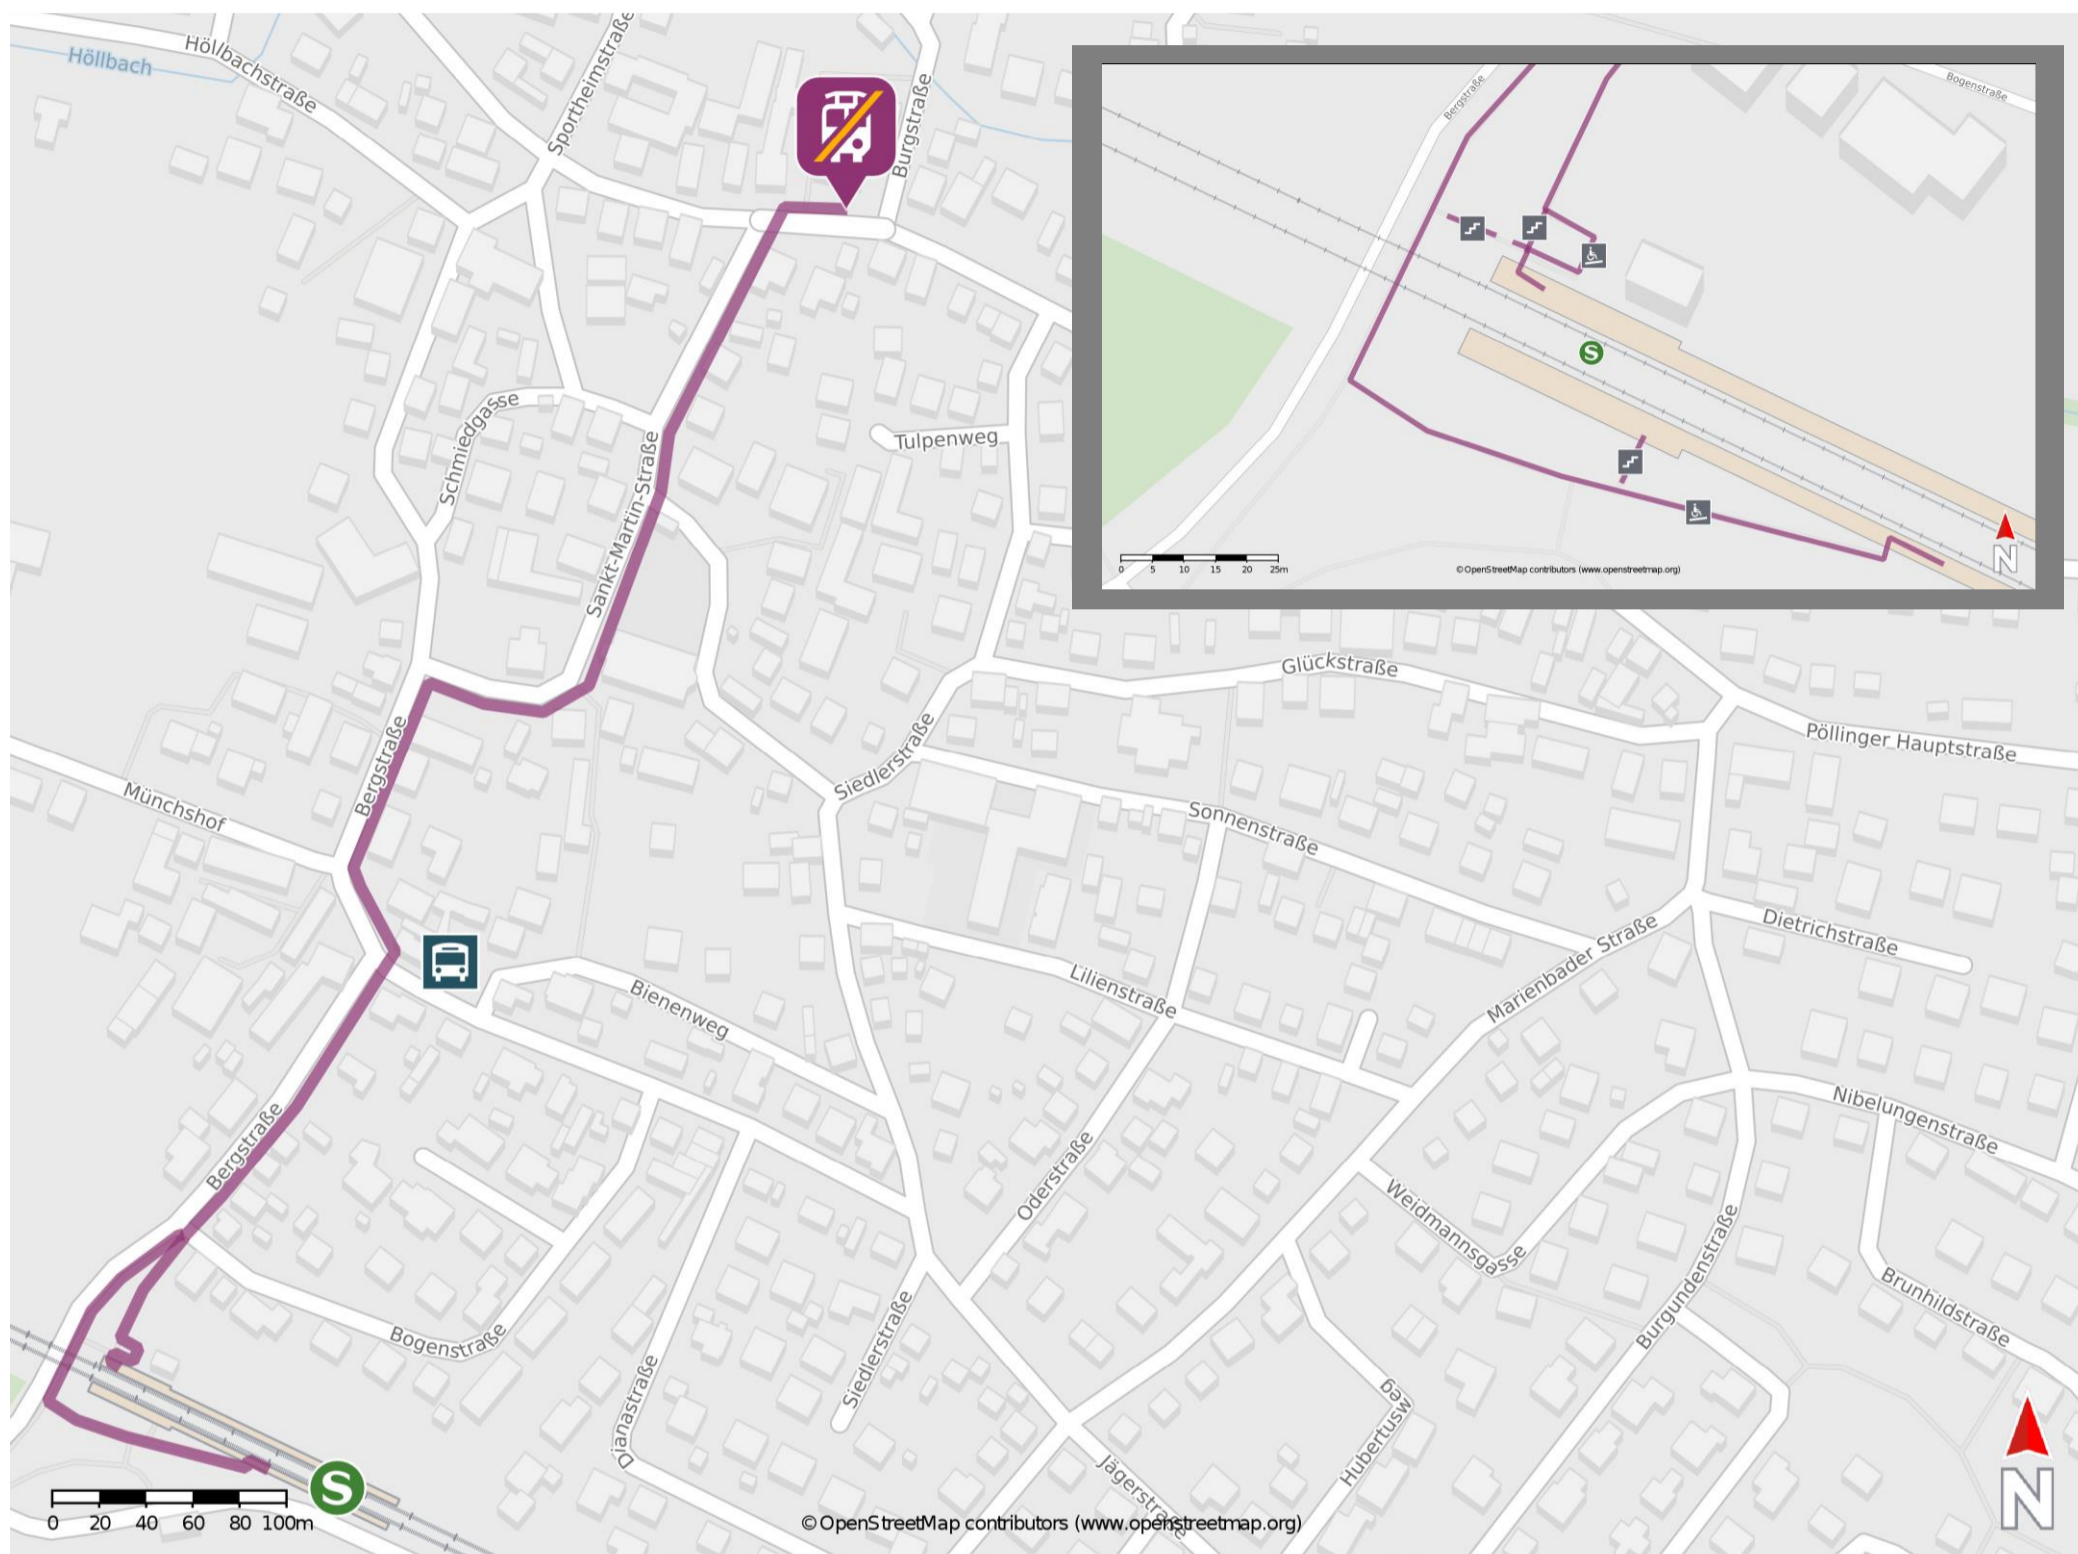 Höllbach
Höllbachstraße
Sportheimstraße
Burgstraße
Schmiedgasse
Sankt-Martin-Straße
Tulpenweg
Bergstraße
Bogenstraße
S
0 5 10 15 20 25m
©OpenStreetMap contributors (www.openstreetmap.org)
N
Glückstraße
Pöllinger Hauptstraße
Siedlerstraße
Bergstraße
Münchshof
Sonnenstraße
Dietrichstraße
Marienbader Straße
Lilienstraße
Bienenweg
Nibelungenstraße
Bergstraße
Oderstraße
Weidmannsgasse
Burgundenstraße
Brunhildstraße
Bogenstraße
Siedlerstraße
Dianastraße
Hubertusweg
Jägerstraße
S
0 20 40 60 80 100m
©OpenStreetMap contributors (www.openstreetmap.org)
N